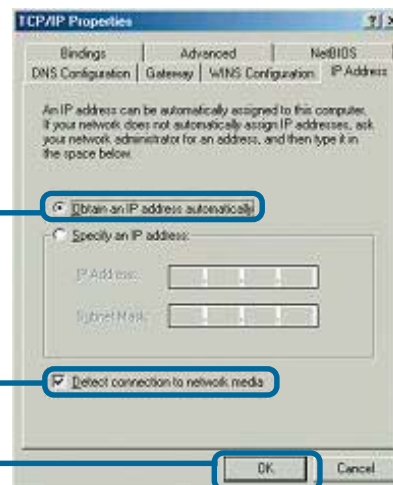 TCP/IP Properties
Bindings Advanced NetBIOS
DNS Configuration Gateway WINS Configuration IP Address
An IP address can be automatically assigned to this computer.
If your network does not automatically assign IP addresses, ask
your network administrator for an address, and then type it in
the space below.
Obtain an IP address automatically
Specify an IP address:
IP Address:
Subnet Mask:
Detect connection to network media
OK Cancel